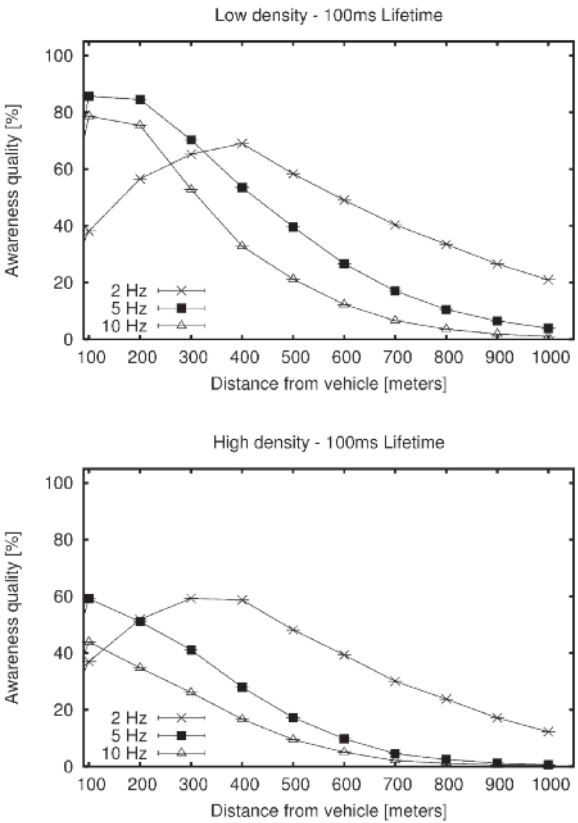 Low density - 100ms Lifetime
Awareness quality [%]
100
80
60
40
20
0
2 Hz
5 Hz
10 Hz
100 200 300 400 500 600 700 800 900 1000
Distance from vehicle [meters]
High density - 100ms Lifetime
Awareness quality [%]
100
80
60
40
20
0
2 Hz
5 Hz
10 Hz
100 200 300 400 500 600 700 800 900 1000
Distance from vehicle [meters]